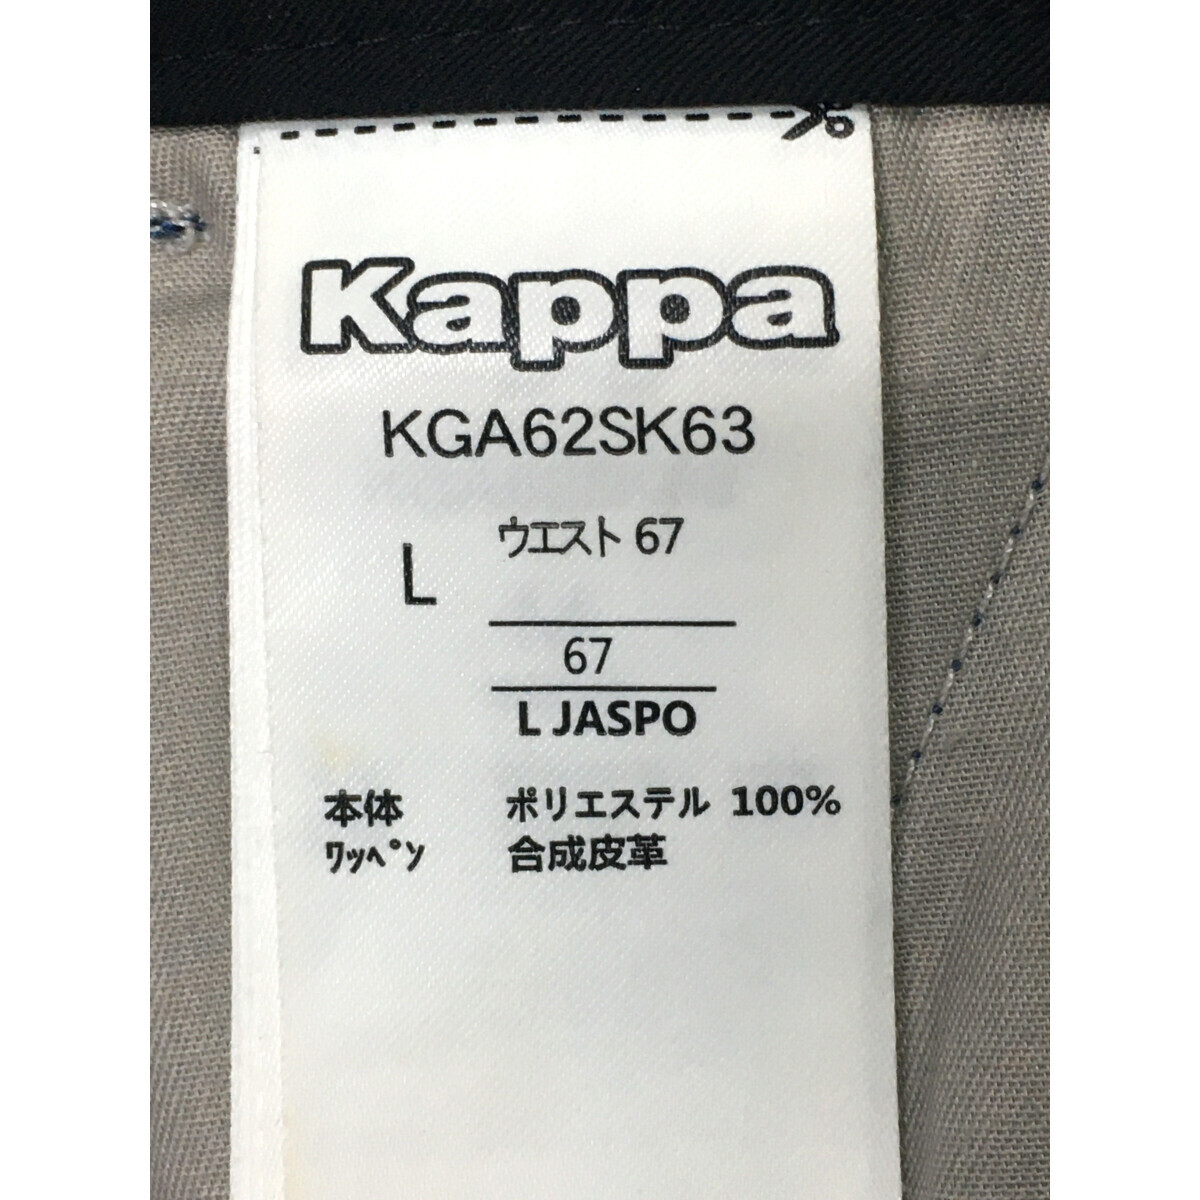 Kappa
KGA62SK63
L
ウエスト 67
67
L JASPO
本体 ポリエステル 100%
ﾜｯﾍﾟﾝ 合成皮革